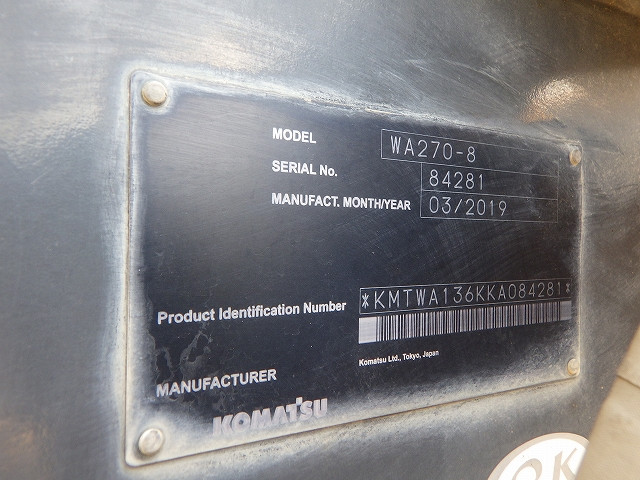 MODEL WA270-8
SERIAL No. 84281
MANUFACT. MONTH/YEAR 03/2019
Product Identification Number *KMTWA136KKA084281*
Komatsu Ltd., Tokyo, Japan
MANUFACTURER
KOMATSU
OK